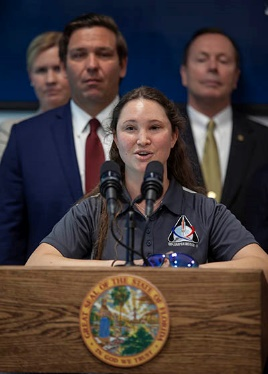 GREAT SEAL OF THE STATE OF FLORIDA
IN GOD WE TRUST